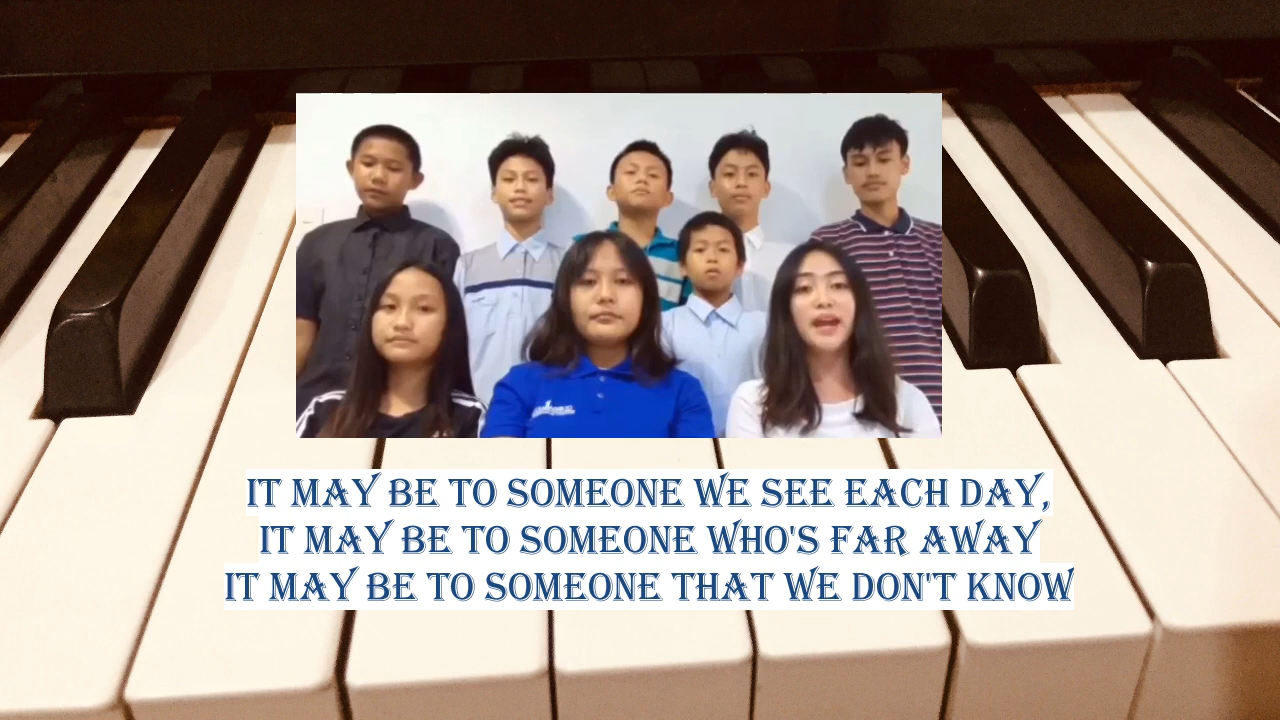 IT MAY BE TO SOMEONE WE SEE EACH DAY,
IT MAY BE TO SOMEONE WHO'S FAR AWAY
IT MAY BE TO SOMEONE THAT WE DON'T KNOW